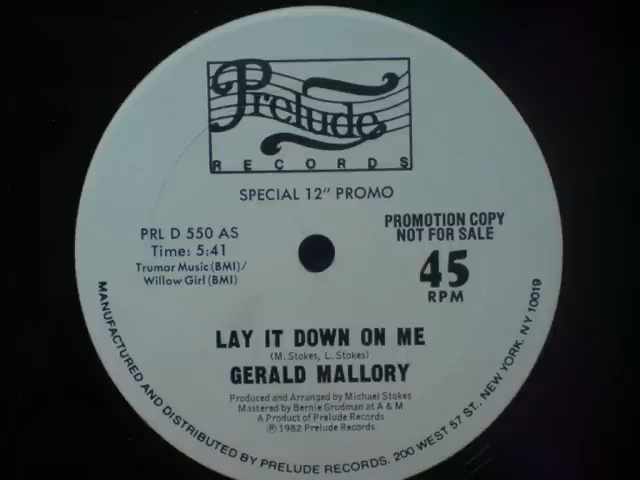 Prelude
RECORDS
SPECIAL 12" PROMO
PRL D 550 AS
Time: 5:41
Trumar Music (BMI)/
Willow Girl (BMI)
PROMOTION COPY
NOT FOR SALE
45
RPM
LAY IT DOWN ON ME
(M. Stokes, L. Stokes)
GERALD MALLORY
Produced and Arranged by Michael Stokes
Mastered by Bernie Grudman at A & M
A Product of Prelude Records
℗ 1982 Prelude Records
MANUFACTURED AND DISTRIBUTED BY PRELUDE RECORDS, 200 WEST 57 ST., NEW YORK, NY 10019